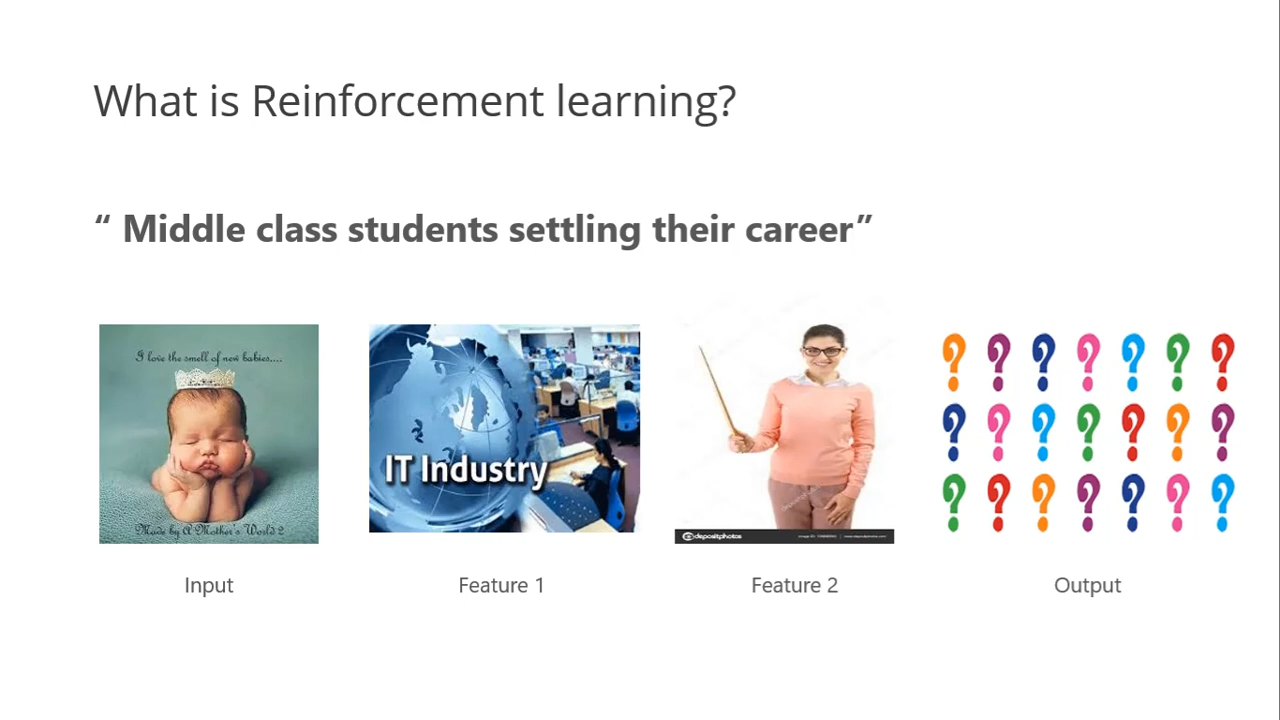 What is Reinforcement learning?
“ Middle class students settling their career”
I love the smell of new babies....
Made by A Mother's World 2
IT Industry
depositphotos
Input
Feature 1
Feature 2
Output